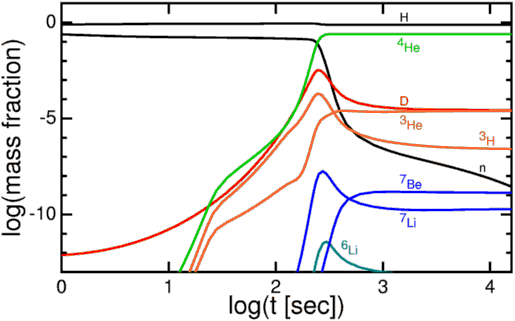 log(mass fraction)
0
-5
-10
H
⁴He
D
³He
³H
n
⁷Be
⁷Li
⁶Li
0 1 2 3 4
log(t [sec])